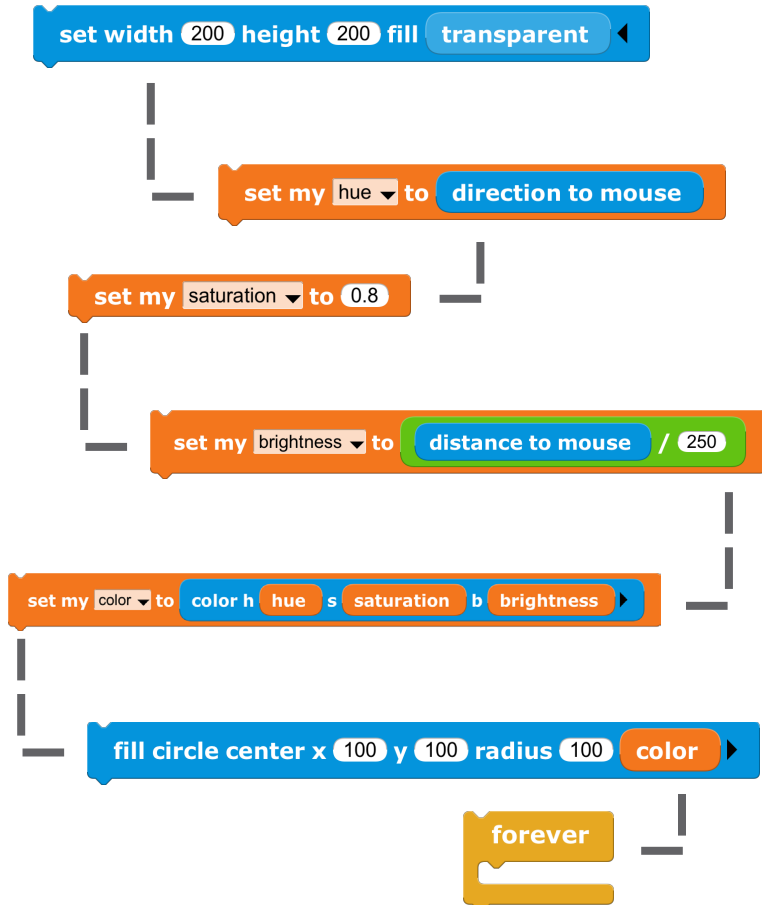 set width 200 height 200 fill transparent
set my hue to direction to mouse
set my saturation to 0.8
set my brightness to distance to mouse / 250
set my color to color h hue s saturation b brightness
fill circle center x 100 y 100 radius 100 color
forever